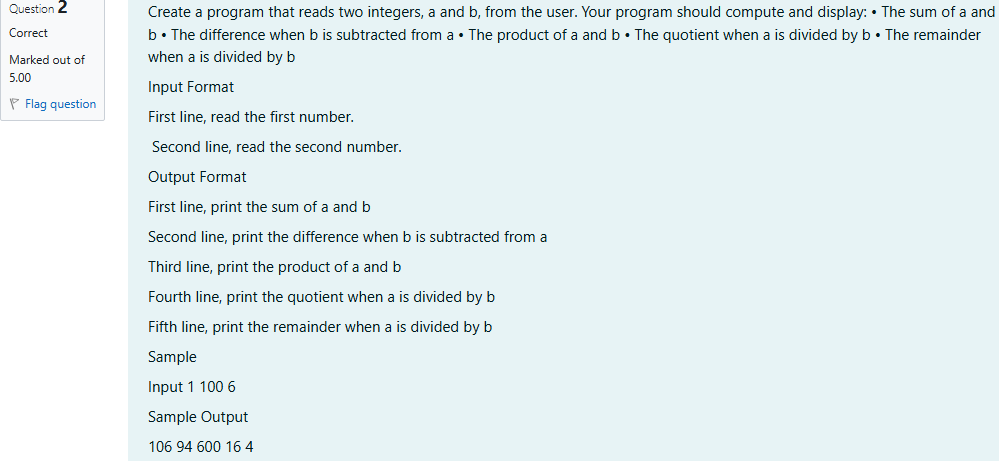 Question 2
Correct
Marked out of
5.00
Flag question
Create a program that reads two integers, a and b, from the user. Your program should compute and display: • The sum of a and
b • The difference when b is subtracted from a • The product of a and b • The quotient when a is divided by b • The remainder
when a is divided by b
Input Format
First line, read the first number.
Second line, read the second number.
Output Format
First line, print the sum of a and b
Second line, print the difference when b is subtracted from a
Third line, print the product of a and b
Fourth line, print the quotient when a is divided by b
Fifth line, print the remainder when a is divided by b
Sample
Input 1 100 6
Sample Output
106 94 600 16 4